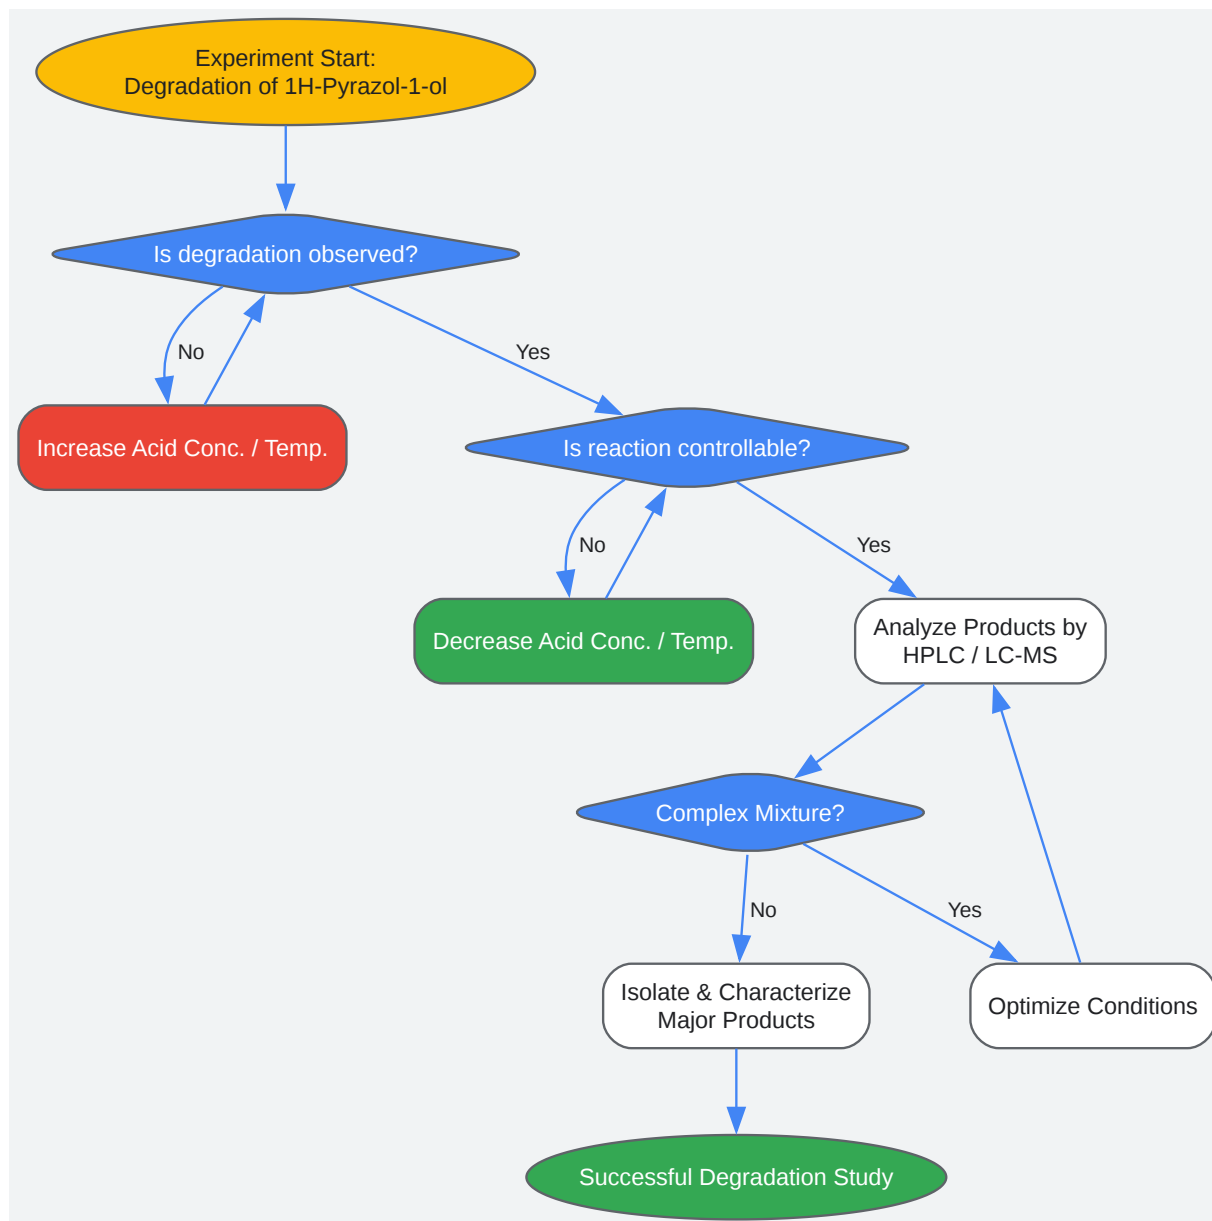 Experiment Start:
Degradation of 1H-Pyrazol-1-ol
Is degradation observed?
No
Yes
Increase Acid Conc. / Temp.
Is reaction controllable?
No
Yes
Decrease Acid Conc. / Temp.
Analyze Products by
HPLC / LC-MS
Complex Mixture?
No
Yes
Isolate & Characterize
Major Products
Optimize Conditions
Successful Degradation Study